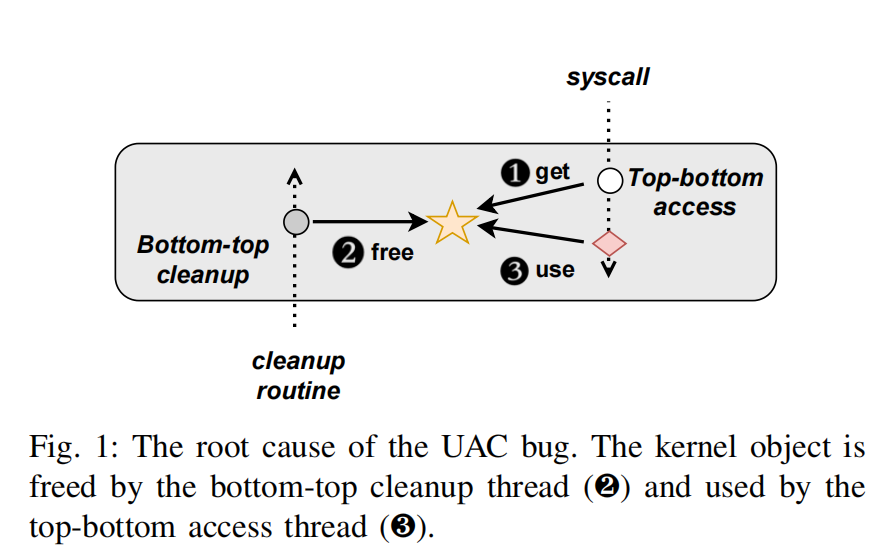 syscall
❶ get
Top-bottom
access
Bottom-top
cleanup
❷ free
❸ use
cleanup
routine
Fig. 1: The root cause of the UAC bug. The kernel object is
freed by the bottom-top cleanup thread (❷) and used by the
top-bottom access thread (❸).